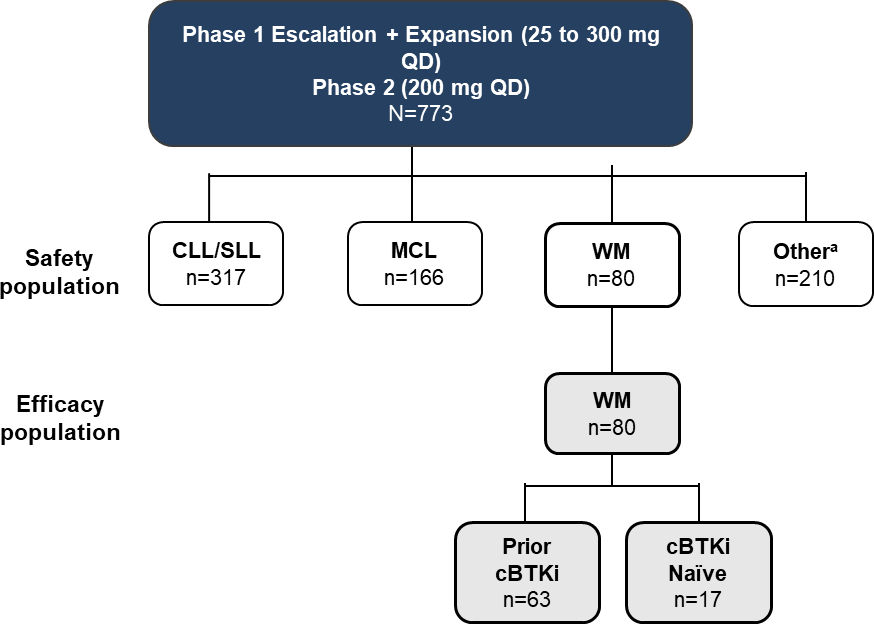 Phase 1 Escalation + Expansion (25 to 300 mg
QD)
Phase 2 (200 mg QD)
N=773
Safety
population
CLL/SLL
n=317
MCL
n=166
WM
n=80
Otherᵃ
n=210
Efficacy
population
WM
n=80
Prior
cBTKi
n=63
cBTKi
Naïve
n=17